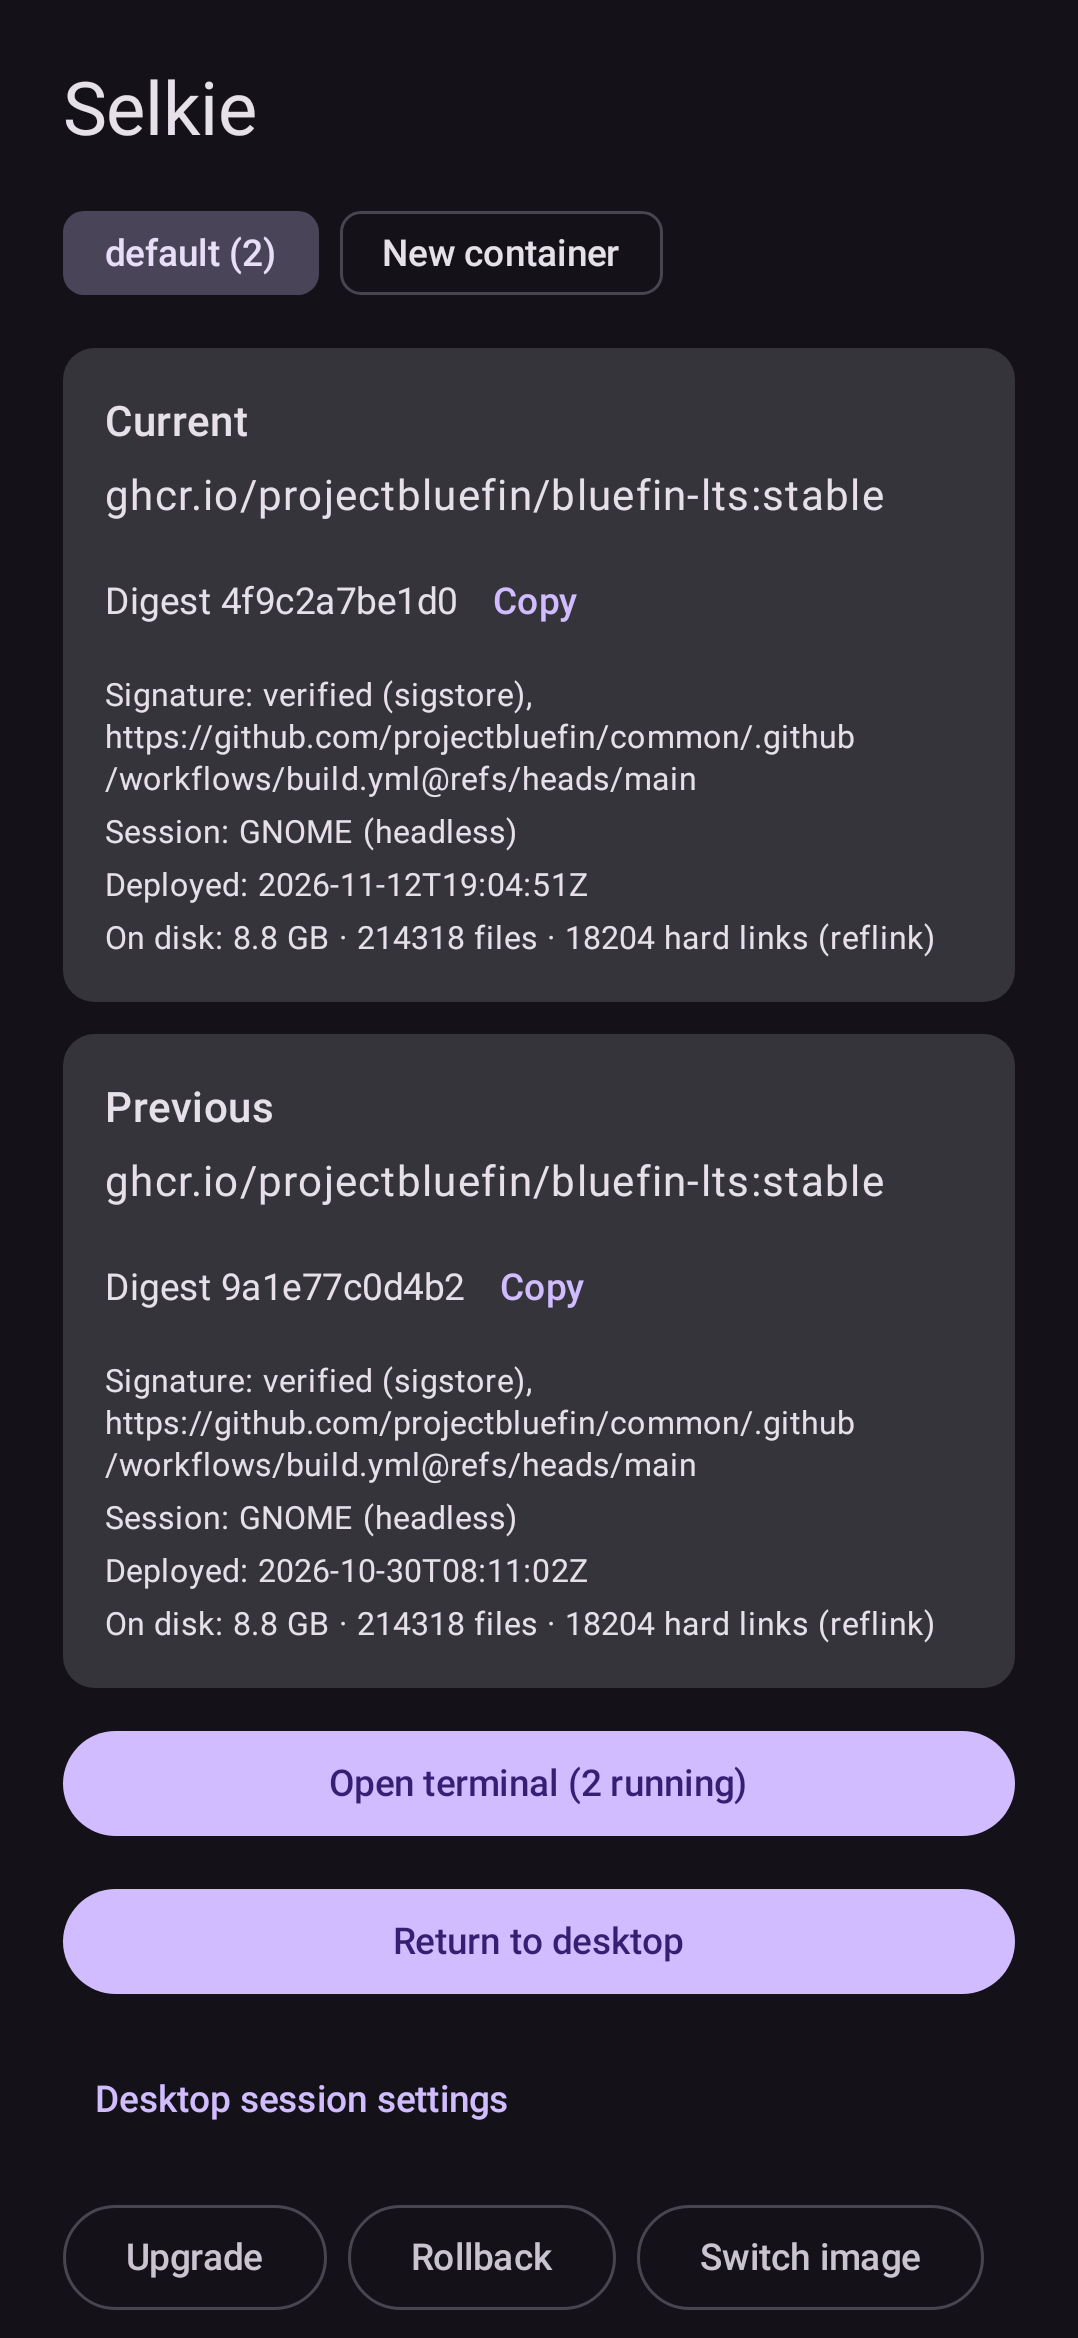 Selkie
default (2)
New container
Current
ghcr.io/projectbluefin/bluefin-lts:stable
Digest 4f9c2a7be1d0 Copy
Signature: verified (sigstore),
https://github.com/projectbluefin/common/.github
/workflows/build.yml@refs/heads/main
Session: GNOME (headless)
Deployed: 2026-11-12T19:04:51Z
On disk: 8.8 GB · 214318 files · 18204 hard links (reflink)
Previous
ghcr.io/projectbluefin/bluefin-lts:stable
Digest 9a1e77c0d4b2 Copy
Signature: verified (sigstore),
https://github.com/projectbluefin/common/.github
/workflows/build.yml@refs/heads/main
Session: GNOME (headless)
Deployed: 2026-10-30T08:11:02Z
On disk: 8.8 GB · 214318 files · 18204 hard links (reflink)
Open terminal (2 running)
Return to desktop
Desktop session settings
Upgrade
Rollback
Switch image